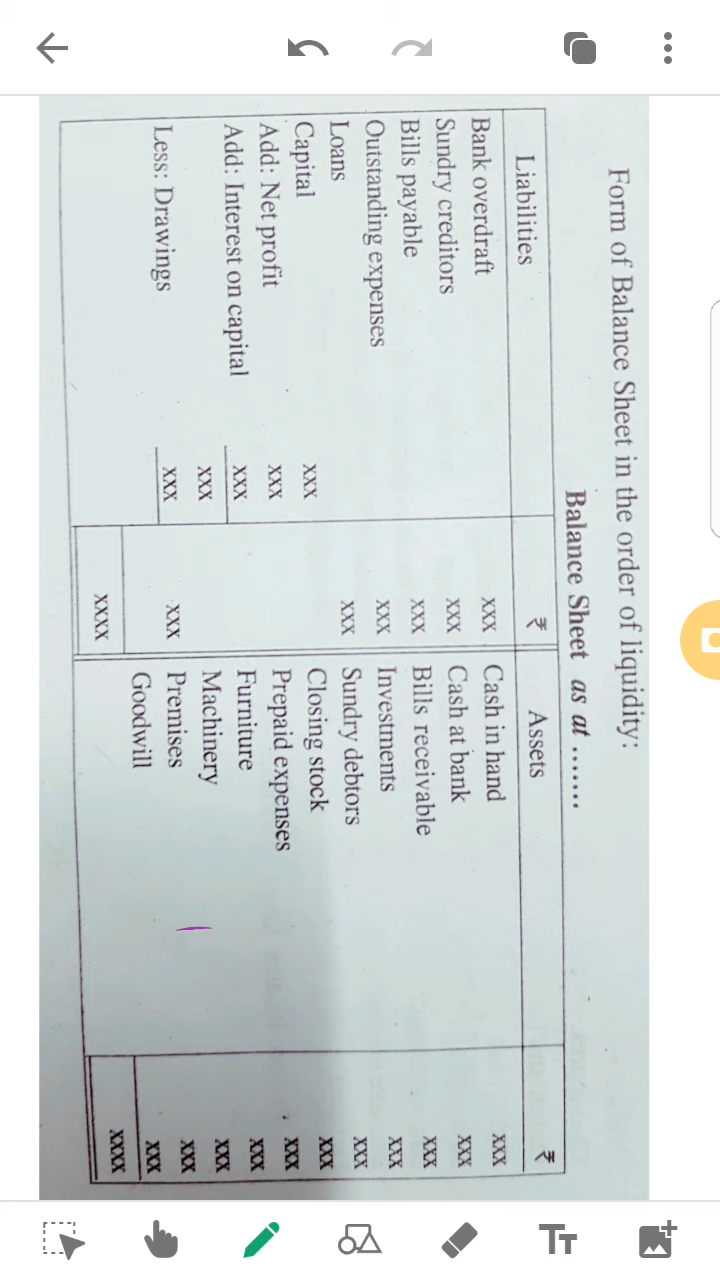 Form of Balance Sheet in the order of liquidity:
Balance Sheet as at .......
Liabilities ₹ Assets ₹
Bank overdraft xxx Cash in hand xxx
Sundry creditors xxx Cash at bank xxx
Bills payable xxx Bills receivable xxx
Outstanding expenses xxx Investments xxx
Loans xxx Sundry debtors xxx
Capital xxx Closing stock xxx
Add: Net profit xxx Prepaid expenses xxx
Add: Interest on capital xxx Furniture xxx
xxx Machinery xxx
Less: Drawings xxx xxx Premises xxx
Goodwill xxx
xxxx xxxx
TT